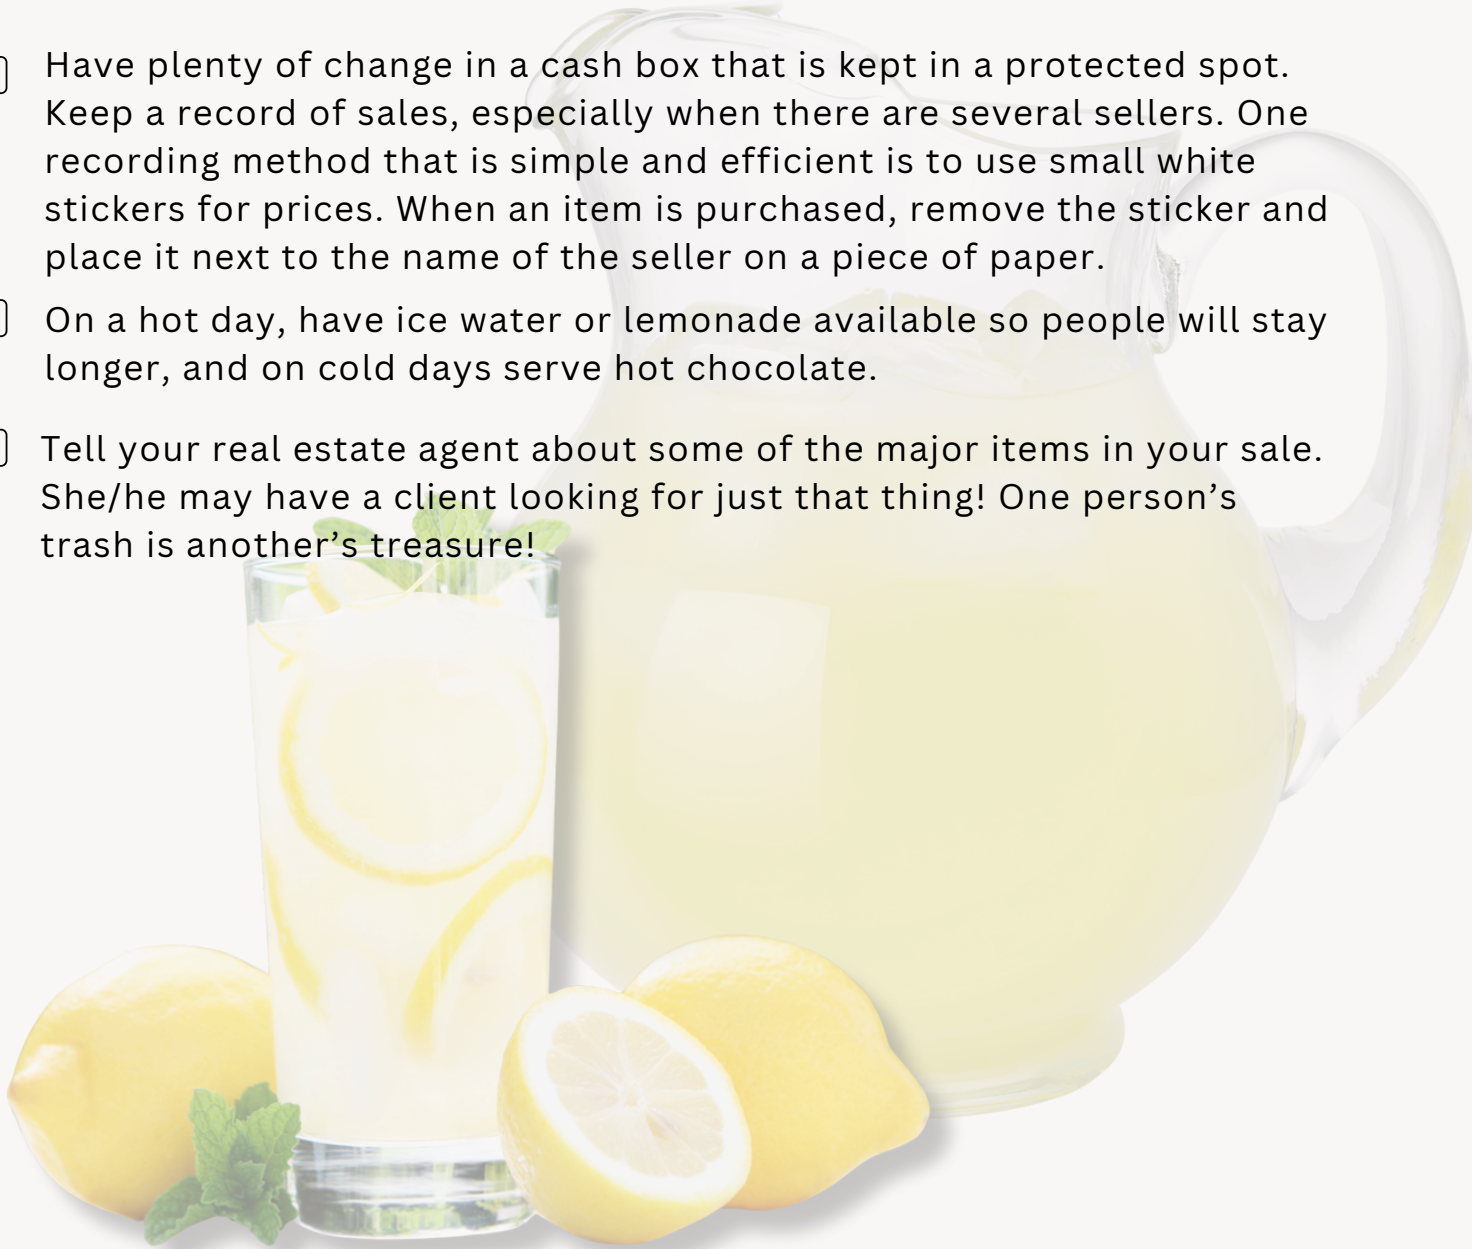 Have plenty of change in a cash box that is kept in a protected spot.
Keep a record of sales, especially when there are several sellers. One
recording method that is simple and efficient is to use small white
stickers for prices. When an item is purchased, remove the sticker and
place it next to the name of the seller on a piece of paper.
On a hot day, have ice water or lemonade available so people will stay
longer, and on cold days serve hot chocolate.
Tell your real estate agent about some of the major items in your sale.
She/he may have a client looking for just that thing! One person’s
trash is another’s treasure!